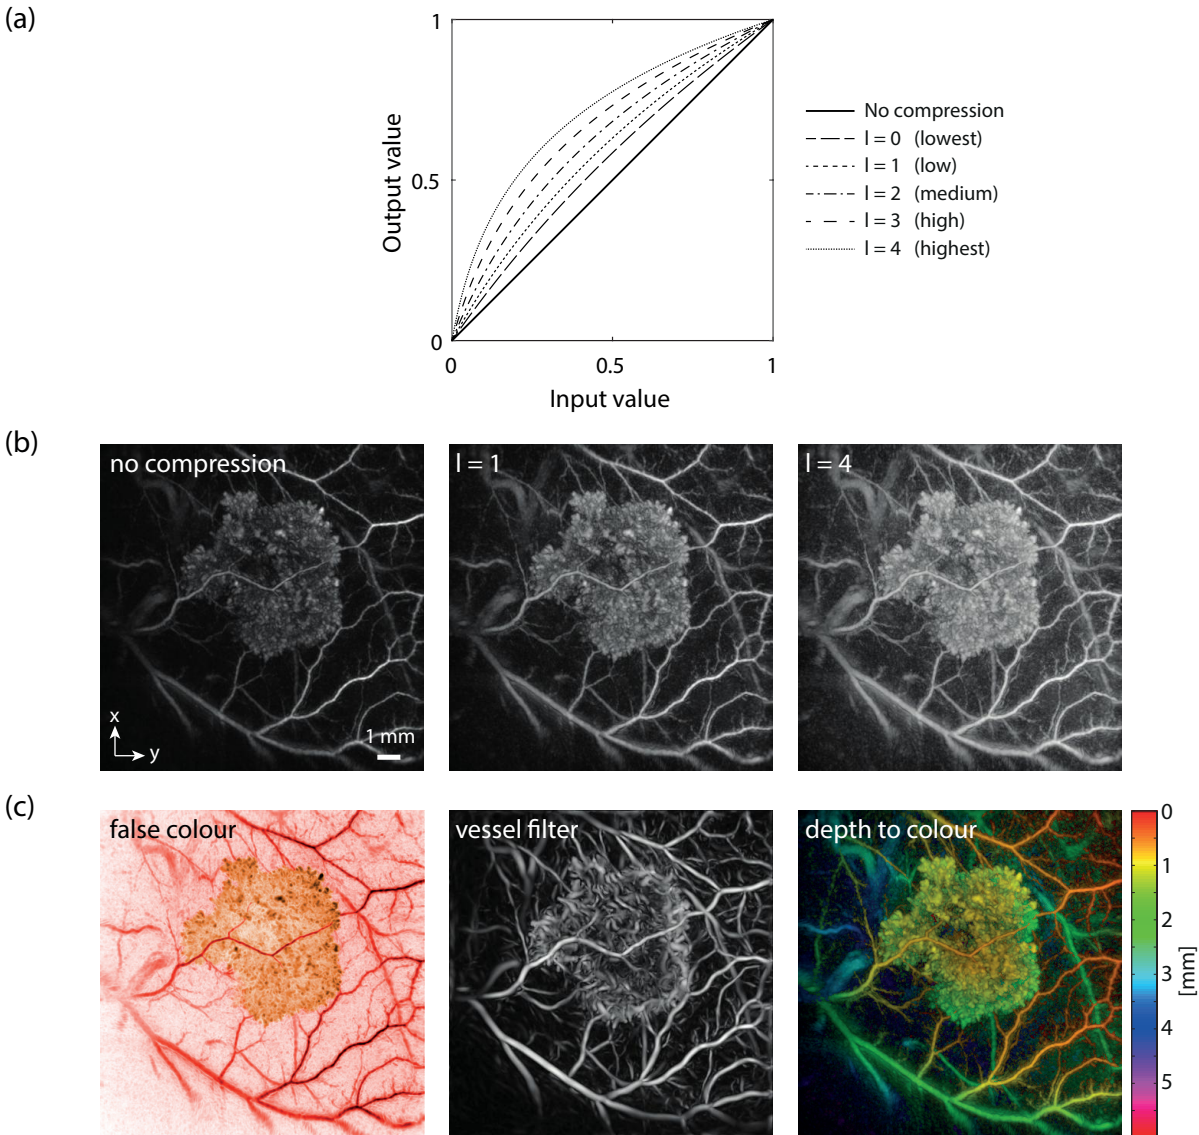 (a)
1
0.5
0
0
0.5
1
Output value
Input value
No compression
l = 0 (lowest)
l = 1 (low)
l = 2 (medium)
l = 3 (high)
l = 4 (highest)
(b)
no compression
l = 1
l = 4
x
y
1 mm
(c)
false colour
vessel filter
depth to colour
0
1
2
3
4
5
[mm]